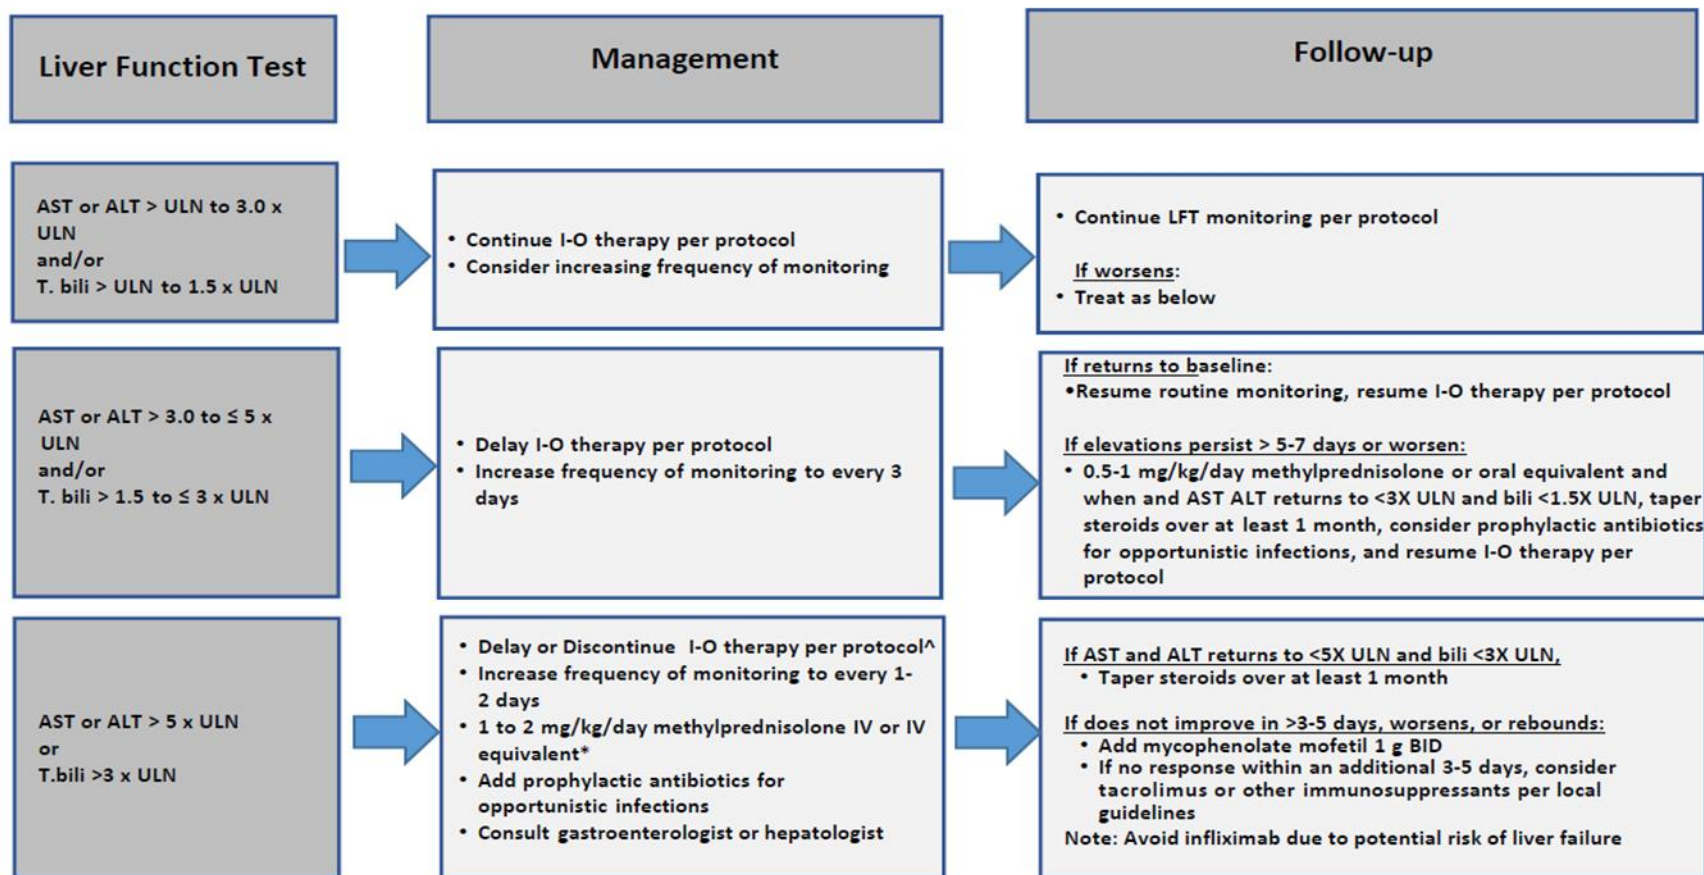 Liver Function Test
Management
Follow-up
AST or ALT > ULN to 3.0 x
ULN
and/or
T. bili > ULN to 1.5 x ULN
• Continue I-O therapy per protocol
• Consider increasing frequency of monitoring
• Continue LFT monitoring per protocol
If worsens:
• Treat as below
AST or ALT > 3.0 to ≤ 5 x
ULN
and/or
T. bili > 1.5 to ≤ 3 x ULN
• Delay I-O therapy per protocol
• Increase frequency of monitoring to every 3
days
If returns to baseline:
•Resume routine monitoring, resume I-O therapy per protocol
If elevations persist > 5-7 days or worsen:
• 0.5-1 mg/kg/day methylprednisolone or oral equivalent and
when and AST ALT returns to <3X ULN and bili <1.5X ULN, taper
steroids over at least 1 month, consider prophylactic antibiotics
for opportunistic infections, and resume I-O therapy per
protocol
AST or ALT > 5 x ULN
or
T.bili >3 x ULN
• Delay or Discontinue I-O therapy per protocol^
• Increase frequency of monitoring to every 1-
2 days
• 1 to 2 mg/kg/day methylprednisolone IV or IV
equivalent*
• Add prophylactic antibiotics for
opportunistic infections
• Consult gastroenterologist or hepatologist
If AST and ALT returns to <5X ULN and bili <3X ULN,
• Taper steroids over at least 1 month
If does not improve in >3-5 days, worsens, or rebounds:
• Add mycophenolate mofetil 1 g BID
• If no response within an additional 3-5 days, consider
tacrolimus or other immunosuppressants per local
guidelines
Note: Avoid infliximab due to potential risk of liver failure